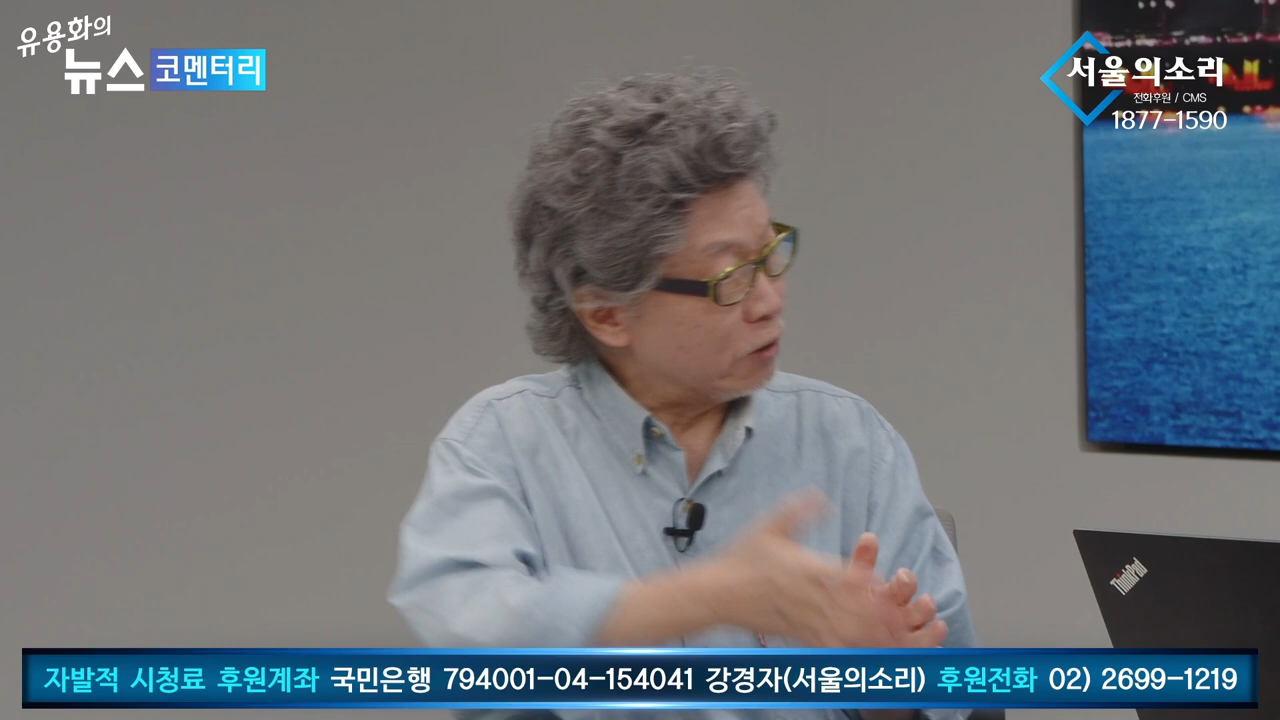 유용화의
뉴스 코멘터리
서울의소리
전화후원 / CMS
1877-1590
ThinkPad
자발적 시청료 후원계좌 국민은행 794001-04-154041 강경자(서울의소리) 후원전화 02) 2699-1219